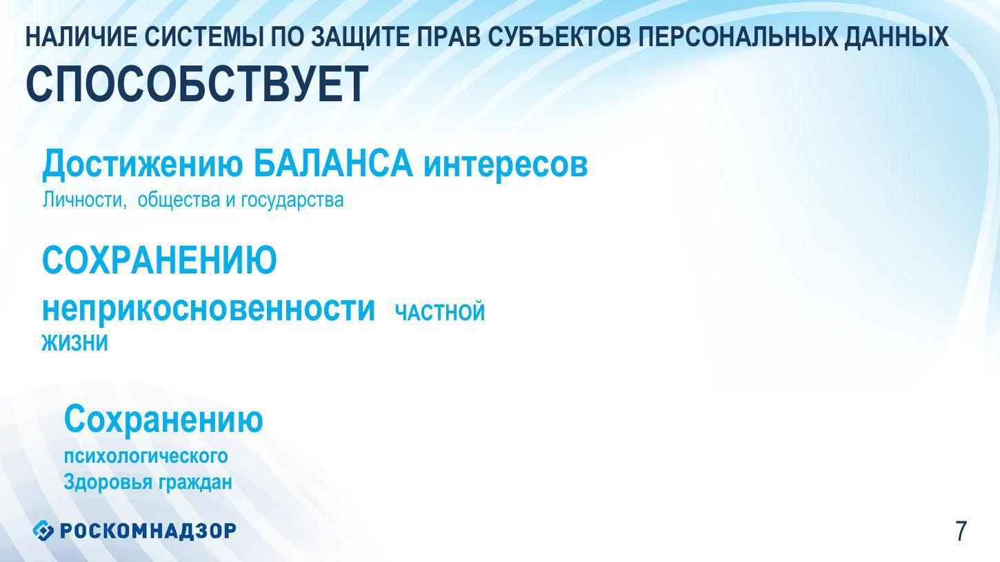 НАЛИЧИЕ СИСТЕМЫ ПО ЗАЩИТЕ ПРАВ СУБЪЕКТОВ ПЕРСОНАЛЬНЫХ ДАННЫХ
СПОСОБСТВУЕТ
Достижению БАЛАНСА интересов
Личности, общества и государства
СОХРАНЕНИЮ
неприкосновенности ЧАСТНОЙ
ЖИЗНИ
Сохранению
психологического
Здоровья граждан
РОСКОМНАДЗОР
7